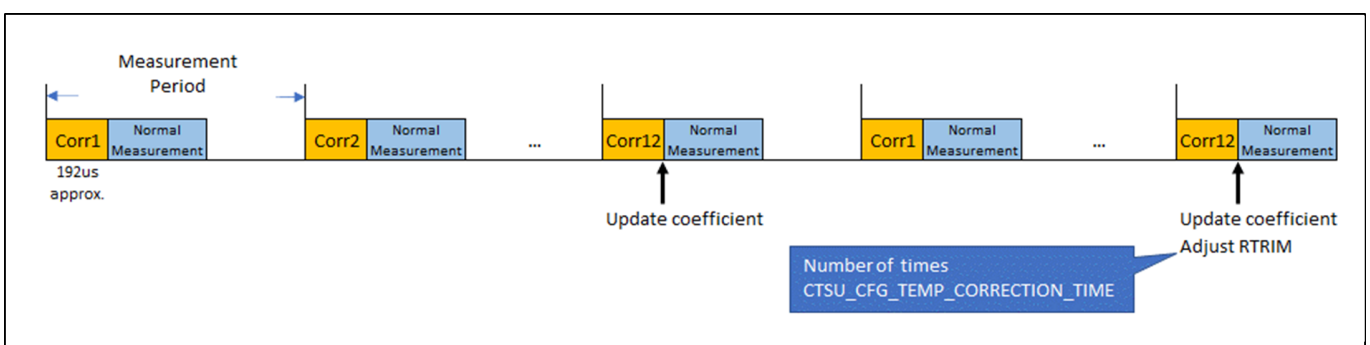 Measurement
Period
Corr1
Normal
Measurement
Corr2
Normal
Measurement
...
Corr12
Normal
Measurement
Corr1
Normal
Measurement
...
Corr12
Normal
Measurement
192us
approx.
Update coefficient
Update coefficient
Adjust RTRIM
Number of times
CTSU_CFG_TEMP_CORRECTION_TIME